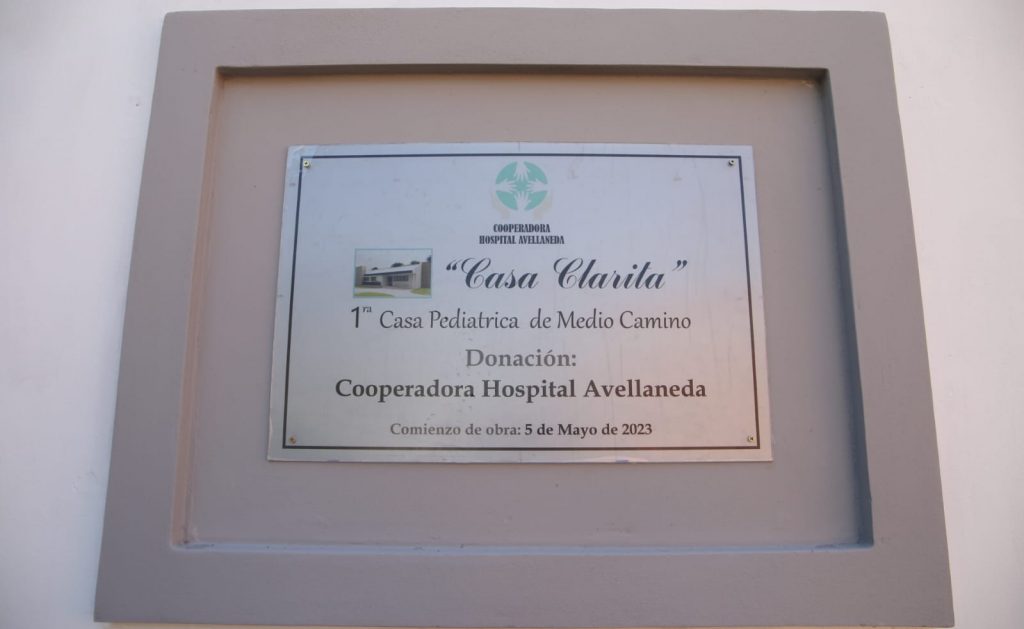 COOPERADORA
HOSPITAL AVELLANEDA
"Casa Clarita"
1ra Casa Pediatrica de Medio Camino
Donación:
Cooperadora Hospital Avellaneda
Comienzo de obra: 5 de Mayo de 2023